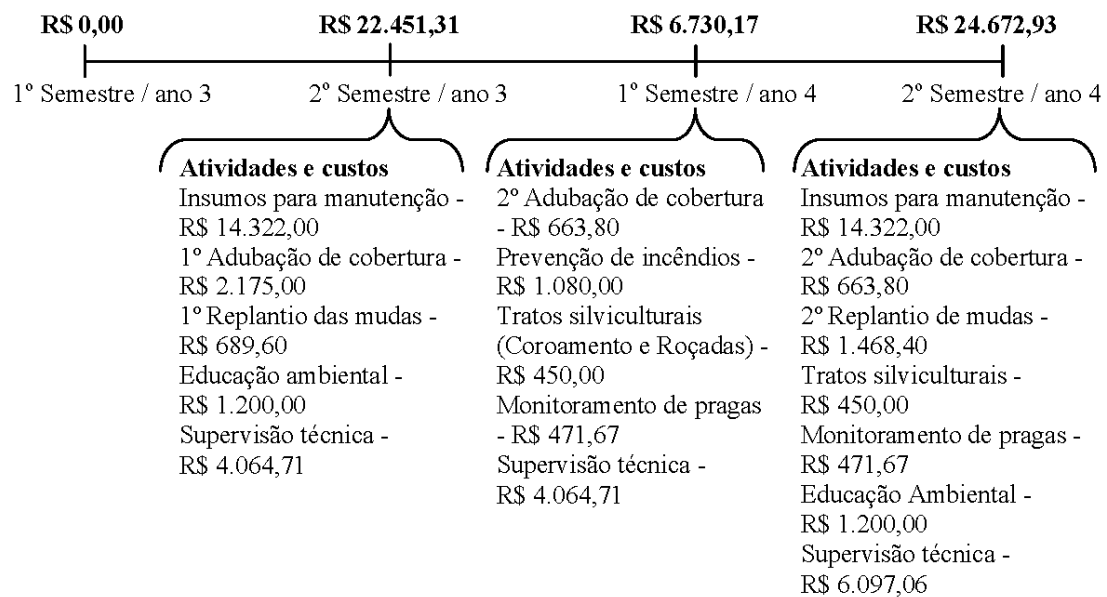 R$ 0,00 R$ 22.451,31 R$ 6.730,17 R$ 24.672,93
1º Semestre / ano 3 2º Semestre / ano 3 1º Semestre / ano 4 2º Semestre / ano 4
Atividades e custos
Insumos para manutenção -
R$ 14.322,00
1º Adubação de cobertura -
R$ 2.175,00
1º Replantio das mudas -
R$ 689,60
Educação ambiental -
R$ 1.200,00
Supervisão técnica -
R$ 4.064,71
Atividades e custos
2º Adubação de cobertura
- R$ 663,80
Prevenção de incêndios -
R$ 1.080,00
Tratos silviculturais
(Coroamento e Roçadas) -
R$ 450,00
Monitoramento de pragas
- R$ 471,67
Supervisão técnica -
R$ 4.064,71
Atividades e custos
Insumos para manutenção -
R$ 14.322,00
2º Adubação de cobertura -
R$ 663,80
2º Replantio de mudas -
R$ 1.468,40
Tratos silviculturais -
R$ 450,00
Monitoramento de pragas -
R$ 471,67
Educação Ambiental -
R$ 1.200,00
Supervisão técnica -
R$ 6.097,06